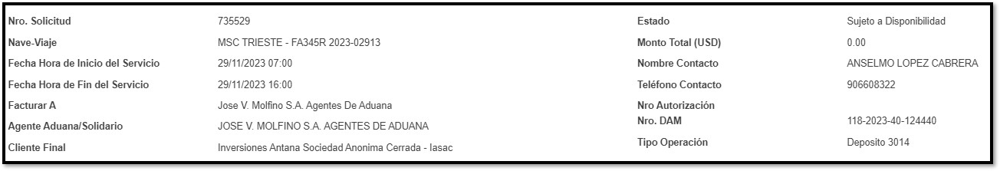 Nro. Solicitud 735529 Estado Sujeto a Disponibilidad
Nave-Viaje MSC TRIESTE - FA345R 2023-02913 Monto Total (USD) 0.00
Fecha Hora de Inicio del Servicio 29/11/2023 07:00 Nombre Contacto ANSELMO LOPEZ CABRERA
Fecha Hora de Fin del Servicio 29/11/2023 16:00 Teléfono Contacto 906608322
Facturar A Jose V. Molfino S.A. Agentes De Aduana Nro Autorización
Agente Aduana/Solidario JOSE V. MOLFINO S.A. AGENTES DE ADUANA Nro. DAM 118-2023-40-124440
Cliente Final Inversiones Antana Sociedad Anonima Cerrada - Iasac Tipo Operación Deposito 3014